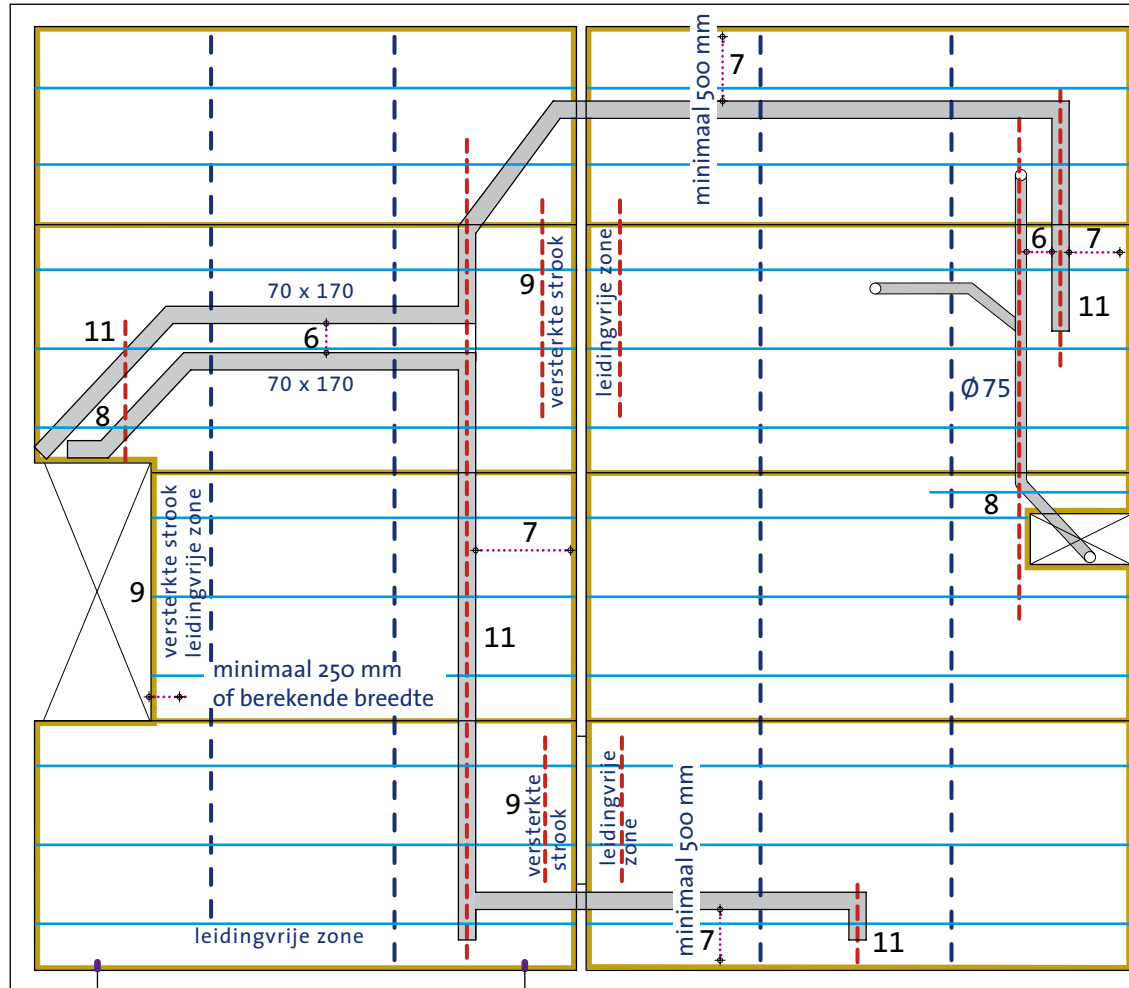 minimaal 500 mm
7
6
7
9
versterkte strook
leidingvrije zone
70 x 170
11
6
11
70 x 170
Ø 75
8
8
versterkte strook
leidingvrije zone
9
7
11
minimaal 250 mm
of berekende breedte
9
versterkte
strook
leidingvrije
zone
minimaal 500 mm
leidingvrije zone
7
11